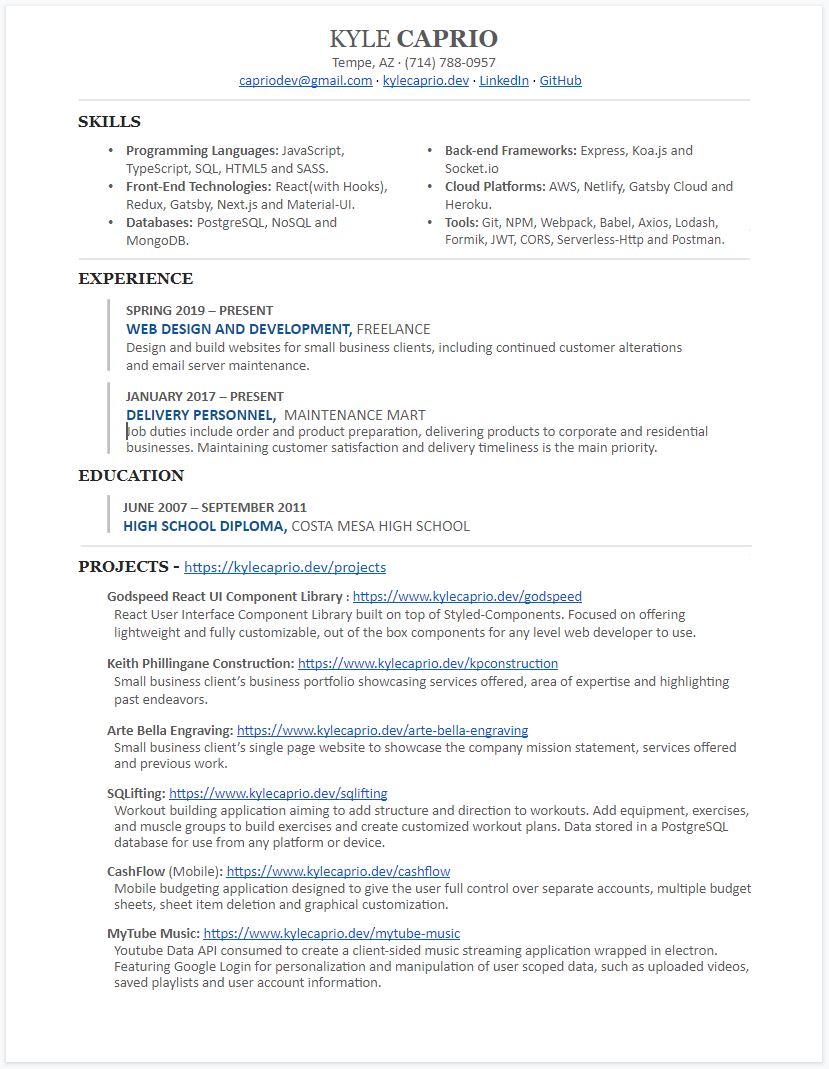 KYLE CAPRIO
Tempe, AZ · (714) 788-0957
capriodev@gmail.com · kylecaprio.dev · LinkedIn · GitHub
SKILLS
• Programming Languages: JavaScript,
TypeScript, SQL, HTML5 and SASS.
• Front-End Technologies: React(with Hooks),
Redux, Gatsby, Next.js and Material-UI.
• Databases: PostgreSQL, NoSQL and
MongoDB.
• Back-end Frameworks: Express, Koa.js and
Socket.io
• Cloud Platforms: AWS, Netlify, Gatsby Cloud and
Heroku.
• Tools: Git, NPM, Webpack, Babel, Axios, Lodash,
Formik, JWT, CORS, Serverless-Http and Postman.
EXPERIENCE
SPRING 2019 – PRESENT
WEB DESIGN AND DEVELOPMENT, FREELANCE
Design and build websites for small business clients, including continued customer alterations
and email server maintenance.
JANUARY 2017 – PRESENT
DELIVERY PERSONNEL, MAINTENANCE MART
Job duties include order and product preparation, delivering products to corporate and residential
businesses. Maintaining customer satisfaction and delivery timeliness is the main priority.
EDUCATION
JUNE 2007 – SEPTEMBER 2011
HIGH SCHOOL DIPLOMA, COSTA MESA HIGH SCHOOL
PROJECTS - https://kylecaprio.dev/projects
Godspeed React UI Component Library : https://www.kylecaprio.dev/godspeed
React User Interface Component Library built on top of Styled-Components. Focused on offering
lightweight and fully customizable, out of the box components for any level web developer to use.
Keith Phillingane Construction: https://www.kylecaprio.dev/kpconstruction
Small business client's business portfolio showcasing services offered, area of expertise and highlighting
past endeavors.
Arte Bella Engraving: https://www.kylecaprio.dev/arte-bella-engraving
Small business client's single page website to showcase the company mission statement, services offered
and previous work.
SQLifting: https://www.kylecaprio.dev/sqlifting
Workout building application aiming to add structure and direction to workouts. Add equipment, exercises,
and muscle groups to build exercises and create customized workout plans. Data stored in a PostgreSQL
database for use from any platform or device.
CashFlow (Mobile): https://www.kylecaprio.dev/cashflow
Mobile budgeting application designed to give the user full control over separate accounts, multiple budget
sheets, sheet item deletion and graphical customization.
MyTube Music: https://www.kylecaprio.dev/mytube-music
Youtube Data API consumed to create a client-sided music streaming application wrapped in electron.
Featuring Google Login for personalization and manipulation of user scoped data, such as uploaded videos,
saved playlists and user account information.